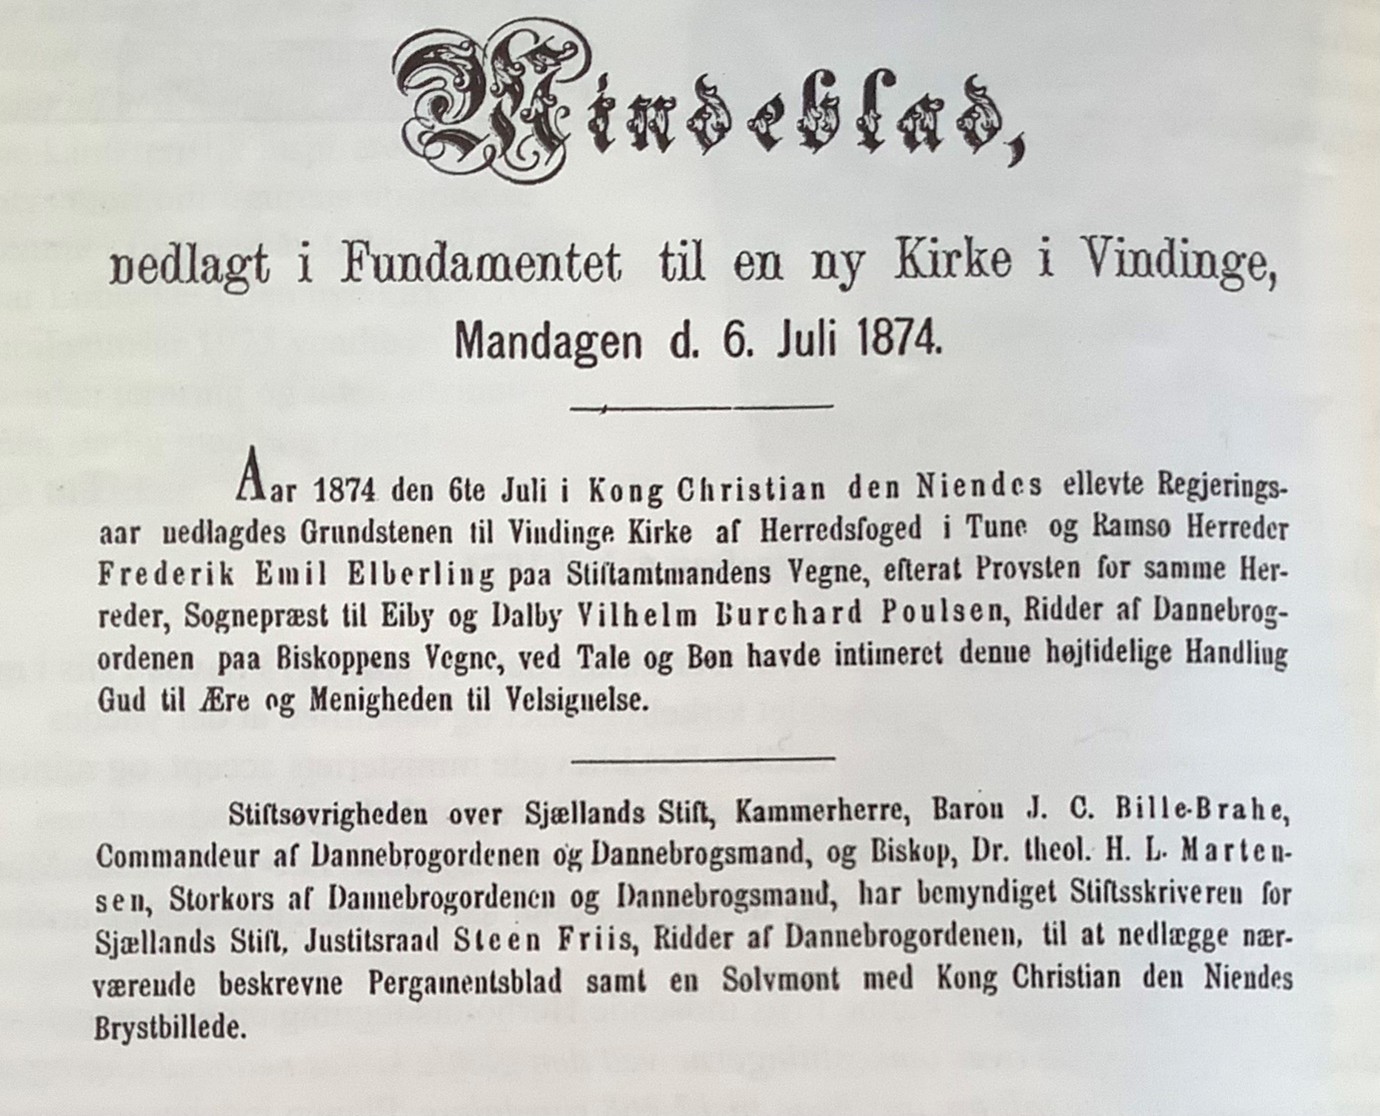 Mindeblad,
nedlagt i Fundamentet til en ny Kirke i Vindinge,
Mandagen d. 6. Juli 1874.
Aar 1874 den 6te Juli i Kong Christian den Niendes ellevte Regjerings-
aar nedlagdes Grundstenen til Vindinge Kirke af Herredsfoged i Tune og Ramsø Herreder
Frederik Emil Elberling paa Stiftamtmandens Vegne, efterat Provsten for samme Her-
reder, Sognepræst til Eiby og Dalby Vilhelm Burchard Poulsen, Ridder af Dannebrog-
ordenen paa Biskoppens Vegne, ved Tale og Bøn havde intimeret denne højtidelige Handling
Gud til Ære og Menigheden til Velsignelse.
Stiftsøvrigheden over Sjællands Stift, Kammerherre, Baron J. C. Bille-Brahe,
Commandeur af Dannebrogordenen og Dannebrogsmand, og Biskop, Dr. theol. H. L. Marten-
sen, Storkors af Dannebrogordenen og Dannebrogsmand, har bemyndiget Stiftsskriveren for
Sjællands Stift, Justitsraad Steen Friis, Ridder af Dannebrogordenen, til at nedlægge nær-
værende beskrevne Pergamentsblad samt en Sølvmønt med Kong Christian den Niendes
Brystbillede.